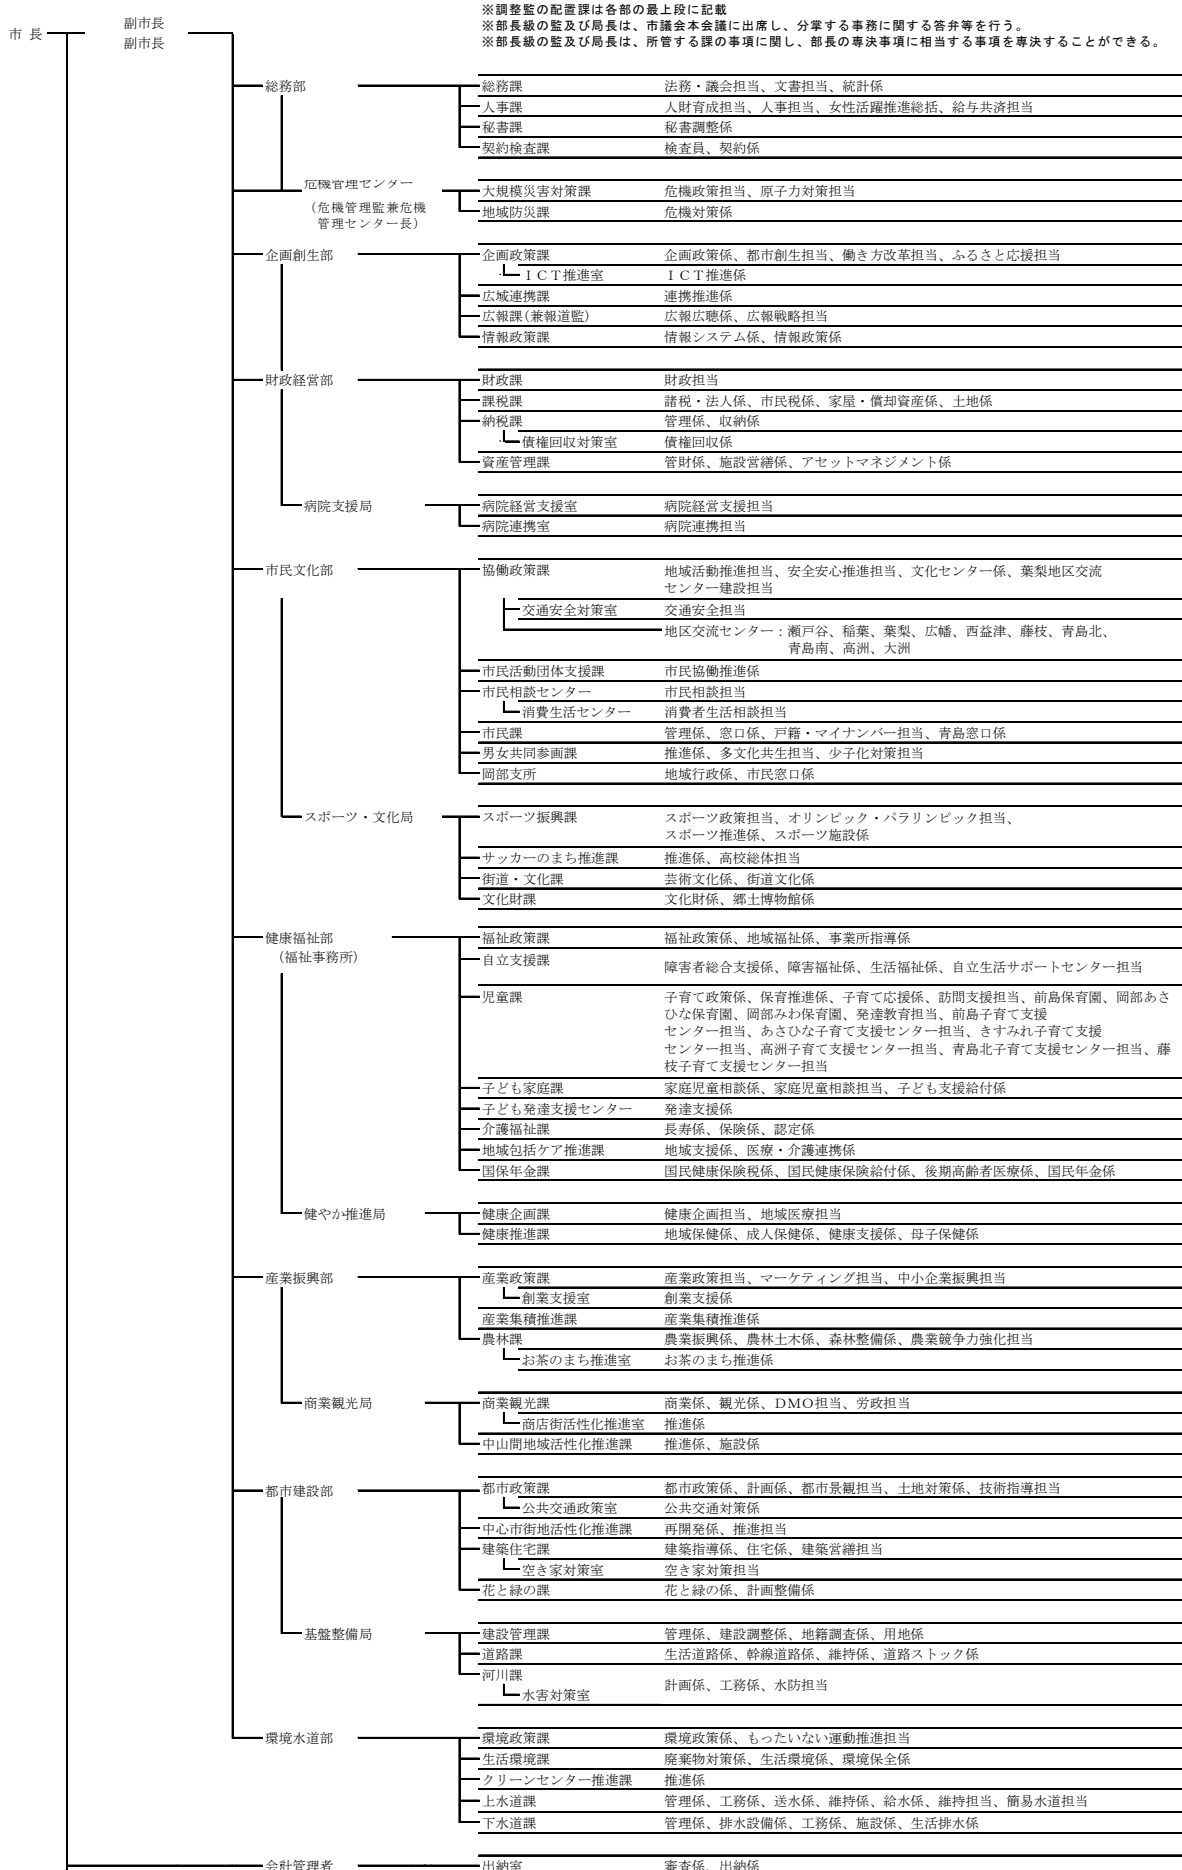 ※調整監の配置課は各部の最上段に記載
※部長級の監及び局長は、市議会本会議に出席し、分掌する事務に関する答弁等を行う。
※部長級の監及び局長は、所管する課の事項に関し、部長の専決事項に相当する事項を専決することができる。
市 長
副市長
副市長
総務部
総務課 法務・議会担当、文書担当、統計係
人事課 人財育成担当、人事担当、女性活躍推進総括、給与共済担当
秘書課 秘書調整係
契約検査課 検査員、契約係
危機管理センター
(危機管理監兼危機
管理センター長)
大規模災害対策課 危機政策担当、原子力対策担当
地域防災課 危機対策係
企画創生部
企画政策課 企画政策係、都市創生担当、働き方改革担当、ふるさと応援担当
ICT推進室 ICT推進係
広域連携課 連携推進係
広報課(兼報道監) 広報広聴係、広報戦略担当
情報政策課 情報システム係、情報政策係
財政経営部
財政課 財政担当
課税課 諸税・法人係、市民税係、家屋・償却資産係、土地係
納税課 管理係、収納係
債権回収対策室 債権回収係
資産管理課 管財係、施設営繕係、アセットマネジメント係
病院支援局
病院経営支援室 病院経営支援担当
病院連携室 病院連携担当
市民文化部
協働政策課 地域活動推進担当、安全安心推進担当、文化センター係、葉梨地区交流
センター建設担当
交通安全対策室 交通安全担当
地区交流センター：瀬戸谷、稲葉、葉梨、広幡、西益津、藤枝、青島北、
青島南、高洲、大洲
市民活動団体支援課 市民協働推進係
市民相談センター 市民相談担当
消費生活センター 消費者生活相談担当
市民課 管理係、窓口係、戸籍・マイナンバー担当、青島窓口係
男女共同参画課 推進係、多文化共生担当、少子化対策担当
岡部支所 地域行政係、市民窓口係
スポーツ・文化局
スポーツ振興課 スポーツ政策担当、オリンピック・パラリンピック担当、
スポーツ推進係、スポーツ施設係
サッカーのまち推進課 推進係、高校総体担当
街道・文化課 芸術文化係、街道文化係
文化財課 文化財係、郷土博物館係
健康福祉部
(福祉事務所)
福祉政策課 福祉政策係、地域福祉係、事業所指導係
自立支援課 障害者総合支援係、障害福祉係、生活福祉係、自立生活サポートセンター担当
児童課 子育て政策係、保育推進係、子育て応援係、訪問支援担当、前島保育園、岡部あさ
ひな保育園、岡部みわ保育園、発達教育担当、前島子育て支援
センター担当、あさひな子育て支援センター担当、きすみれ子育て支援
センター担当、高洲子育て支援センター担当、青島北子育て支援センター担当、藤
枝子育て支援センター担当
子ども家庭課 家庭児童相談係、家庭児童相談担当、子ども支援給付係
子ども発達支援センター 発達支援係
介護福祉課 長寿係、保険係、認定係
地域包括ケア推進課 地域支援係、医療・介護連携係
国保年金課 国民健康保険税係、国民健康保険給付係、後期高齢者医療係、国民年金係
健やか推進局
健康企画課 健康企画担当、地域医療担当
健康推進課 地域保健係、成人保健係、健康支援係、母子保健係
産業振興部
産業政策課 産業政策担当、マーケティング担当、中小企業振興担当
創業支援室 創業支援係
産業集積推進課 産業集積推進係
農林課 農業振興係、農林土木係、森林整備係、農業競争力強化担当
お茶のまち推進室 お茶のまち推進係
商業観光局
商業観光課 商業係、観光係、DMO担当、労政担当
商店街活性化推進室 推進係
中山間地域活性化推進課 推進係、施設係
都市建設部
都市政策課 都市政策係、計画係、都市景観担当、土地対策係、技術指導担当
公共交通政策室 公共交通対策係
中心市街地活性化推進課 再開発係、推進担当
建築住宅課 建築指導係、住宅係、建築営繕担当
空き家対策室 空き家対策担当
花と緑の課 花と緑の係、計画整備係
基盤整備局
建設管理課 管理係、建設調整係、地籍調査係、用地係
道路課 生活道路係、幹線道路係、維持係、道路ストック係
河川課 計画係、工務係、水防担当
水害対策室
環境水道部
環境政策課 環境政策係、もったいない運動推進担当
生活環境課 廃棄物対策係、生活環境係、環境保全係
クリーンセンター推進課 推進係
上水道課 管理係、工務係、送水係、維持係、給水係、維持担当、簡易水道担当
下水道課 管理係、排水設備係、工務係、施設係、生活排水係
会計管理者 出納室 審査係、出納係